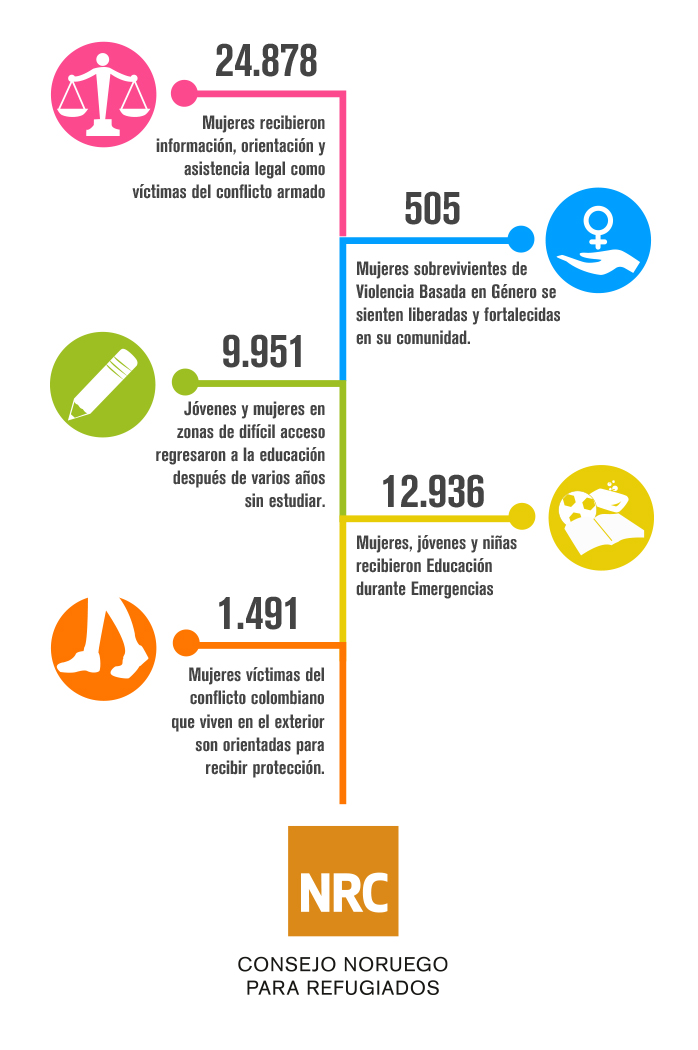 24.878
Mujeres recibieron
información, orientación y
asistencia legal como
víctimas del conflicto armado
505
Mujeres sobrevivientes de
Violencia Basada en Género se
sienten liberadas y fortalecidas
en su comunidad.
9.951
Jóvenes y mujeres en
zonas de difícil acceso
regresaron a la educación
después de varios años
sin estudiar.
12.936
Mujeres, jóvenes y niñas
recibieron Educación
durante Emergencias
1.491
Mujeres víctimas del
conflicto colombiano
que viven en el exterior
son orientadas para
recibir protección.
NRC
CONSEJO NORUEGO
PARA REFUGIADOS